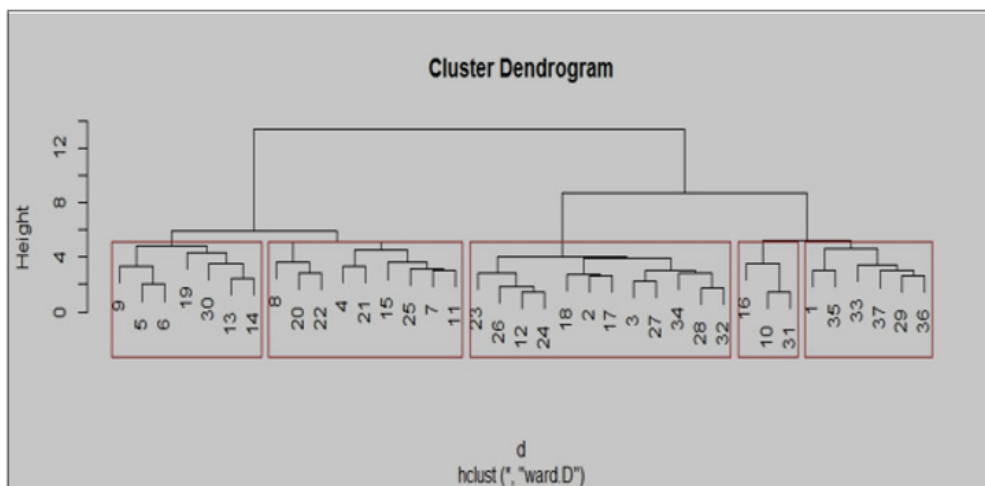 Cluster Dendrogram
Height
0 4 8 12
9 5 6 19 30 13 14 8 20 22 4 21 15 25 7 11 23 26 12 24 18 2 17 3 27 34 28 32 16 10 31 1 35 33 37 29 36
d
hclust (*, "ward.D")